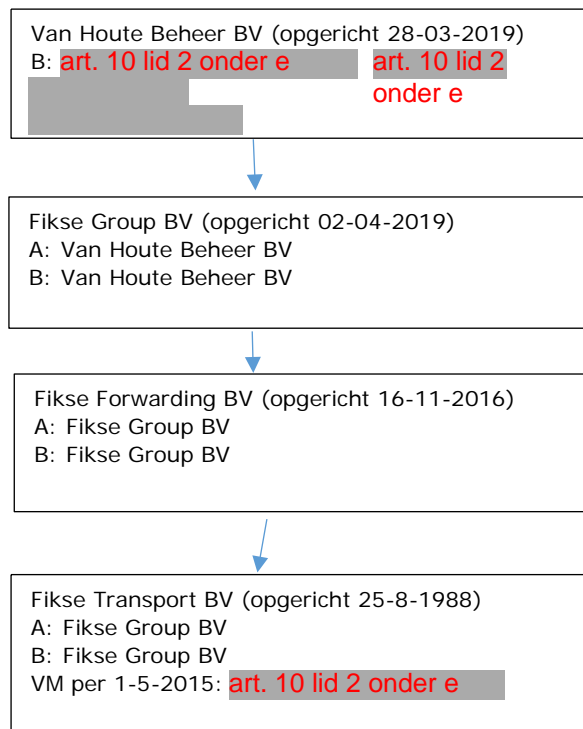 Van Houte Beheer BV (opgericht 28-03-2019)
B: art. 10 lid 2 onder e art. 10 lid 2
onder e
Fikse Group BV (opgericht 02-04-2019)
A: Van Houte Beheer BV
B: Van Houte Beheer BV
Fikse Forwarding BV (opgericht 16-11-2016)
A: Fikse Group BV
B: Fikse Group BV
Fikse Transport BV (opgericht 25-8-1988)
A: Fikse Group BV
B: Fikse Group BV
VM per 1-5-2015: art. 10 lid 2 onder e